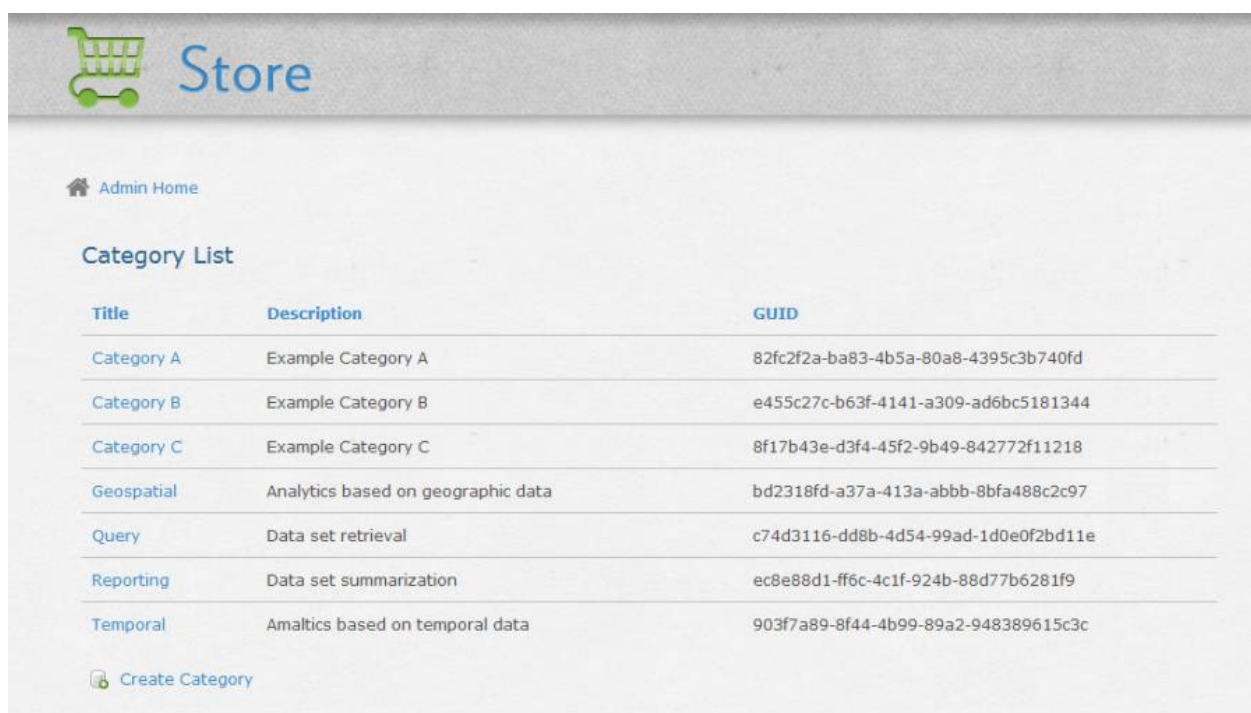 Store
Admin Home
Category List
Title Description GUID
Category A Example Category A 82fc2f2a-ba83-4b5a-80a8-4395c3b740fd
Category B Example Category B e455c27c-b63f-4141-a309-ad6bc5181344
Category C Example Category C 8f17b43e-d3f4-45f2-9b49-842772f11218
Geospatial Analytics based on geographic data bd2318fd-a37a-413a-abbb-8bfa488c2c97
Query Data set retrieval c74d3116-dd8b-4d54-99ad-1d0e0f2bd11e
Reporting Data set summarization ec8e88d1-ff6c-4c1f-924b-88d77b6281f9
Temporal Amaltics based on temporal data 903f7a89-8f44-4b99-89a2-948389615c3c
Create Category